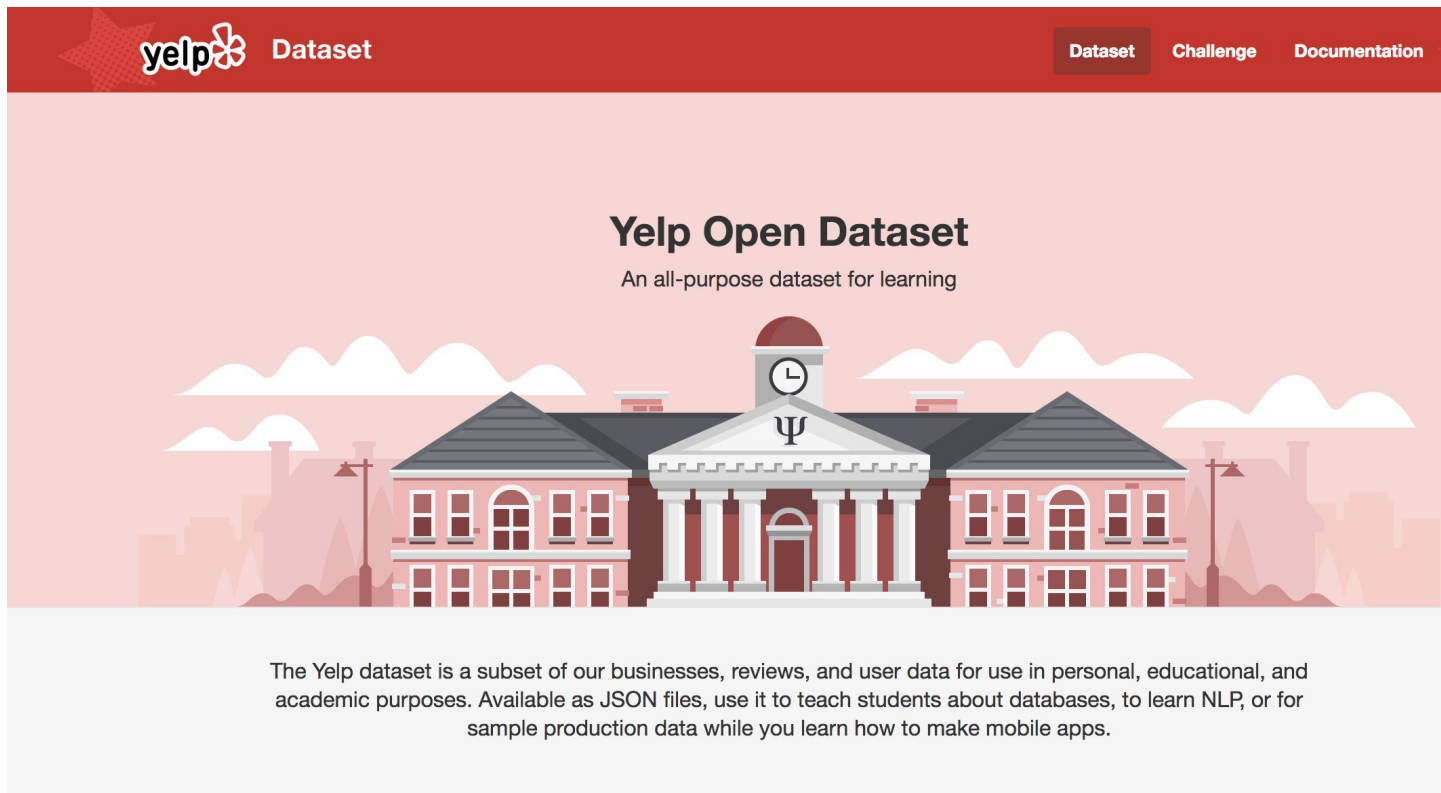 yelp Dataset Dataset Challenge Documentation
Yelp Open Dataset
An all-purpose dataset for learning
Ψ
The Yelp dataset is a subset of our businesses, reviews, and user data for use in personal, educational, and
academic purposes. Available as JSON files, use it to teach students about databases, to learn NLP, or for
sample production data while you learn how to make mobile apps.